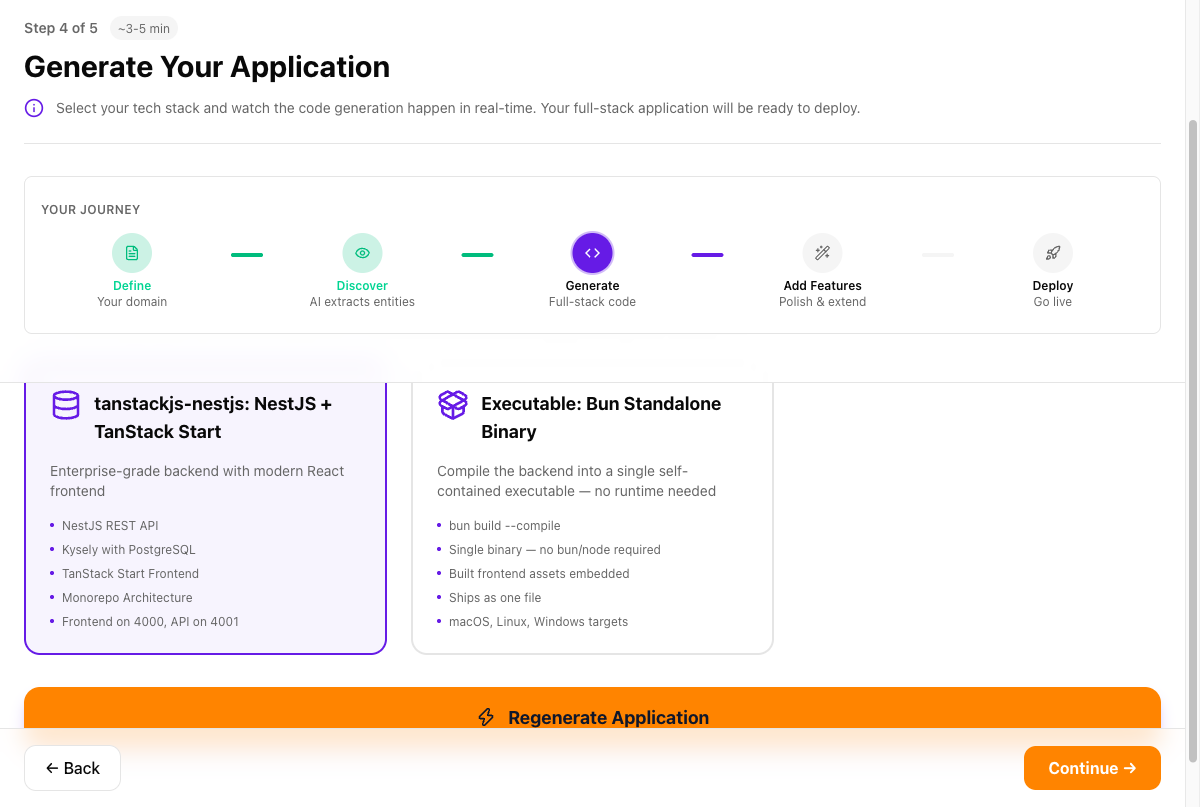 Step 4 of 5 ~3-5 min
Generate Your Application
Select your tech stack and watch the code generation happen in real-time. Your full-stack application will be ready to deploy.
YOUR JOURNEY
Define
Your domain
Discover
AI extracts entities
Generate
Full-stack code
Add Features
Polish & extend
Deploy
Go live
tanstackjs-nestjs: NestJS +
TanStack Start
Enterprise-grade backend with modern React
frontend
• NestJS REST API
• Kysely with PostgreSQL
• TanStack Start Frontend
• Monorepo Architecture
• Frontend on 4000, API on 4001
Executable: Bun Standalone
Binary
Compile the backend into a single self-
contained executable — no runtime needed
• bun build --compile
• Single binary — no bun/node required
• Built frontend assets embedded
• Ships as one file
• macOS, Linux, Windows targets
Regenerate Application
← Back
Continue →